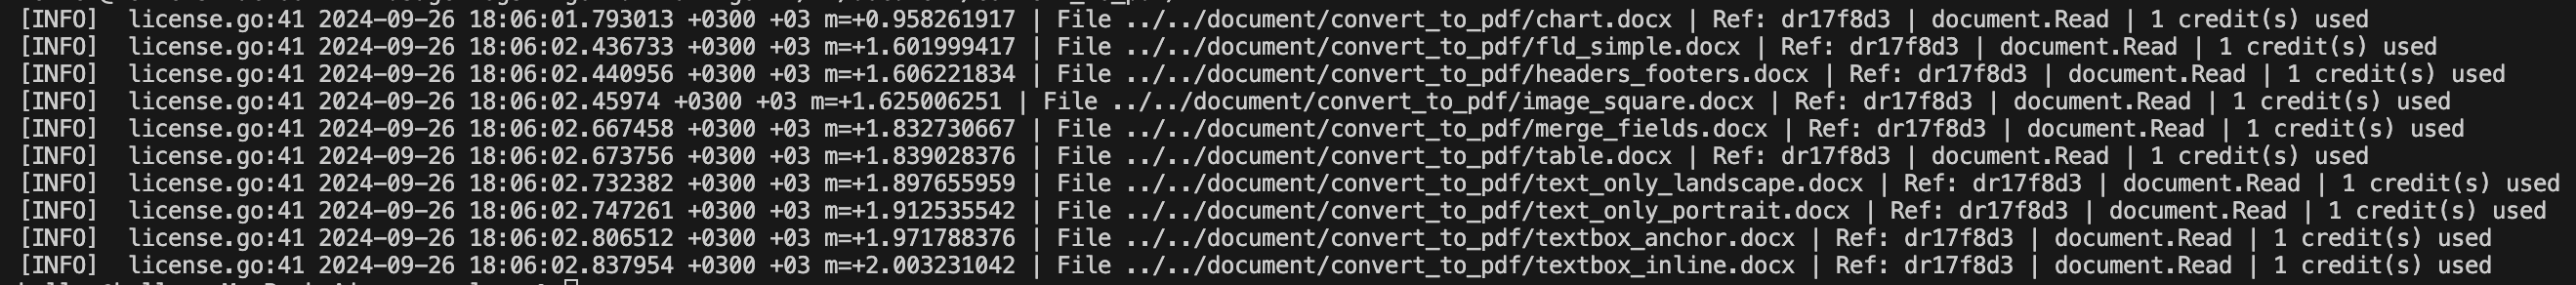 [INFO]  license.go:41 2024-09-26 18:06:01.793013 +0300 +03 m=+0.958261917 | File ../../document/convert_to_pdf/chart.docx | Ref: dr17f8d3 | document.Read | 1 credit(s) used
[INFO]  license.go:41 2024-09-26 18:06:02.436733 +0300 +03 m=+1.601999417 | File ../../document/convert_to_pdf/fld_simple.docx | Ref: dr17f8d3 | document.Read | 1 credit(s) used
[INFO]  license.go:41 2024-09-26 18:06:02.440956 +0300 +03 m=+1.606221834 | File ../../document/convert_to_pdf/headers_footers.docx | Ref: dr17f8d3 | document.Read | 1 credit(s) used
[INFO]  license.go:41 2024-09-26 18:06:02.45974 +0300 +03 m=+1.625006251 | File ../../document/convert_to_pdf/image_square.docx | Ref: dr17f8d3 | document.Read | 1 credit(s) used
[INFO]  license.go:41 2024-09-26 18:06:02.667458 +0300 +03 m=+1.832730667 | File ../../document/convert_to_pdf/merge_fields.docx | Ref: dr17f8d3 | document.Read | 1 credit(s) used
[INFO]  license.go:41 2024-09-26 18:06:02.673756 +0300 +03 m=+1.839028376 | File ../../document/convert_to_pdf/table.docx | Ref: dr17f8d3 | document.Read | 1 credit(s) used
[INFO]  license.go:41 2024-09-26 18:06:02.732382 +0300 +03 m=+1.897655959 | File ../../document/convert_to_pdf/text_only_landscape.docx | Ref: dr17f8d3 | document.Read | 1 credit(s) used
[INFO]  license.go:41 2024-09-26 18:06:02.747261 +0300 +03 m=+1.912535542 | File ../../document/convert_to_pdf/text_only_portrait.docx | Ref: dr17f8d3 | document.Read | 1 credit(s) used
[INFO]  license.go:41 2024-09-26 18:06:02.806512 +0300 +03 m=+1.971788376 | File ../../document/convert_to_pdf/textbox_anchor.docx | Ref: dr17f8d3 | document.Read | 1 credit(s) used
[INFO]  license.go:41 2024-09-26 18:06:02.837954 +0300 +03 m=+2.003231042 | File ../../document/convert_to_pdf/textbox_inline.docx | Ref: dr17f8d3 | document.Read | 1 credit(s) used